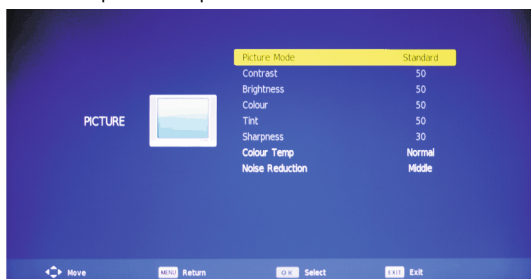 Picture Mode Standard
Contrast 50
Brightness 50
Colour 50
Tint 50
PICTURE
Sharpness 30
Colour Temp Normal
Noise Reduction Middle
Move MENU Return OK Select EXIT Exit